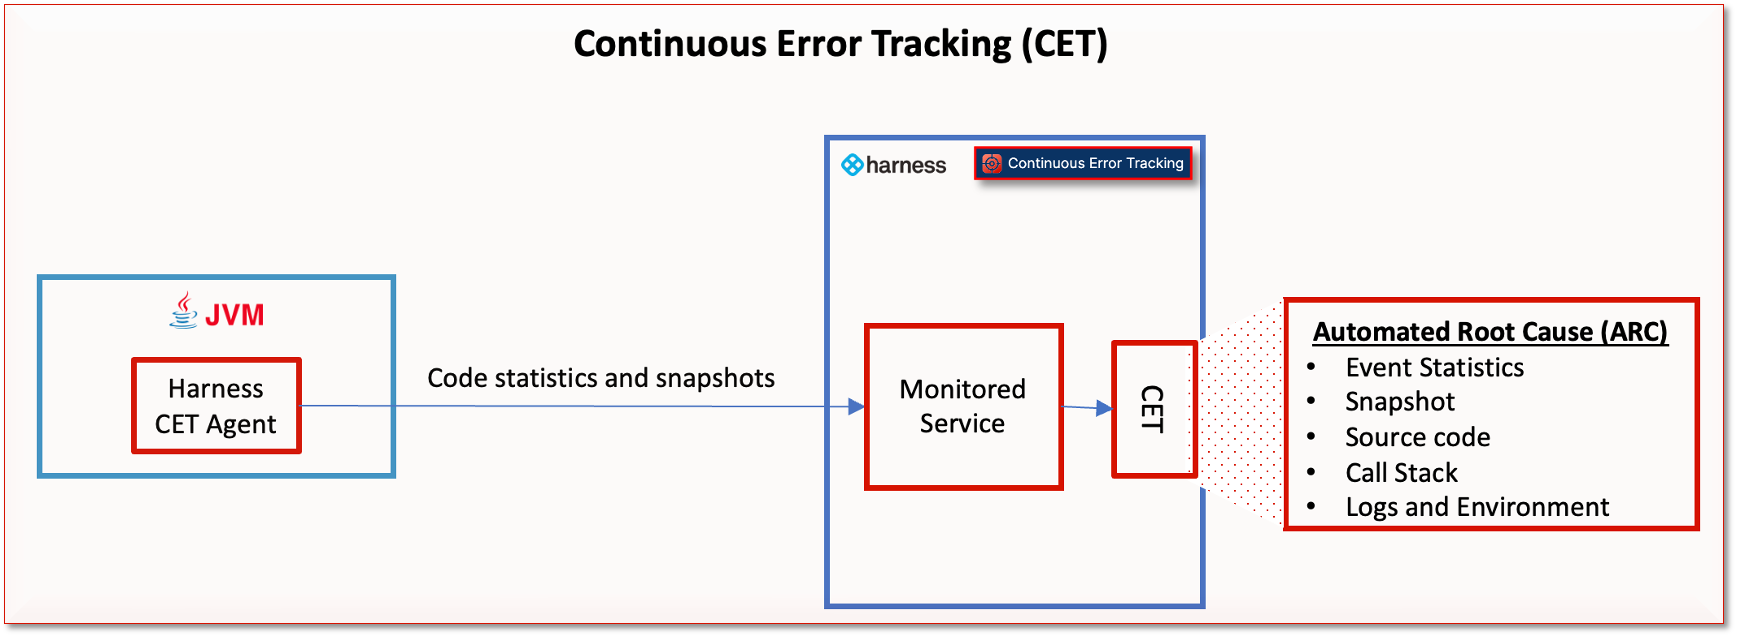 Continuous Error Tracking (CET)
harness
Continuous Error Tracking
JVM
Harness
CET Agent
Code statistics and snapshots
Monitored
Service
CET
Automated Root Cause (ARC)
• Event Statistics
• Snapshot
• Source code
• Call Stack
• Logs and Environment